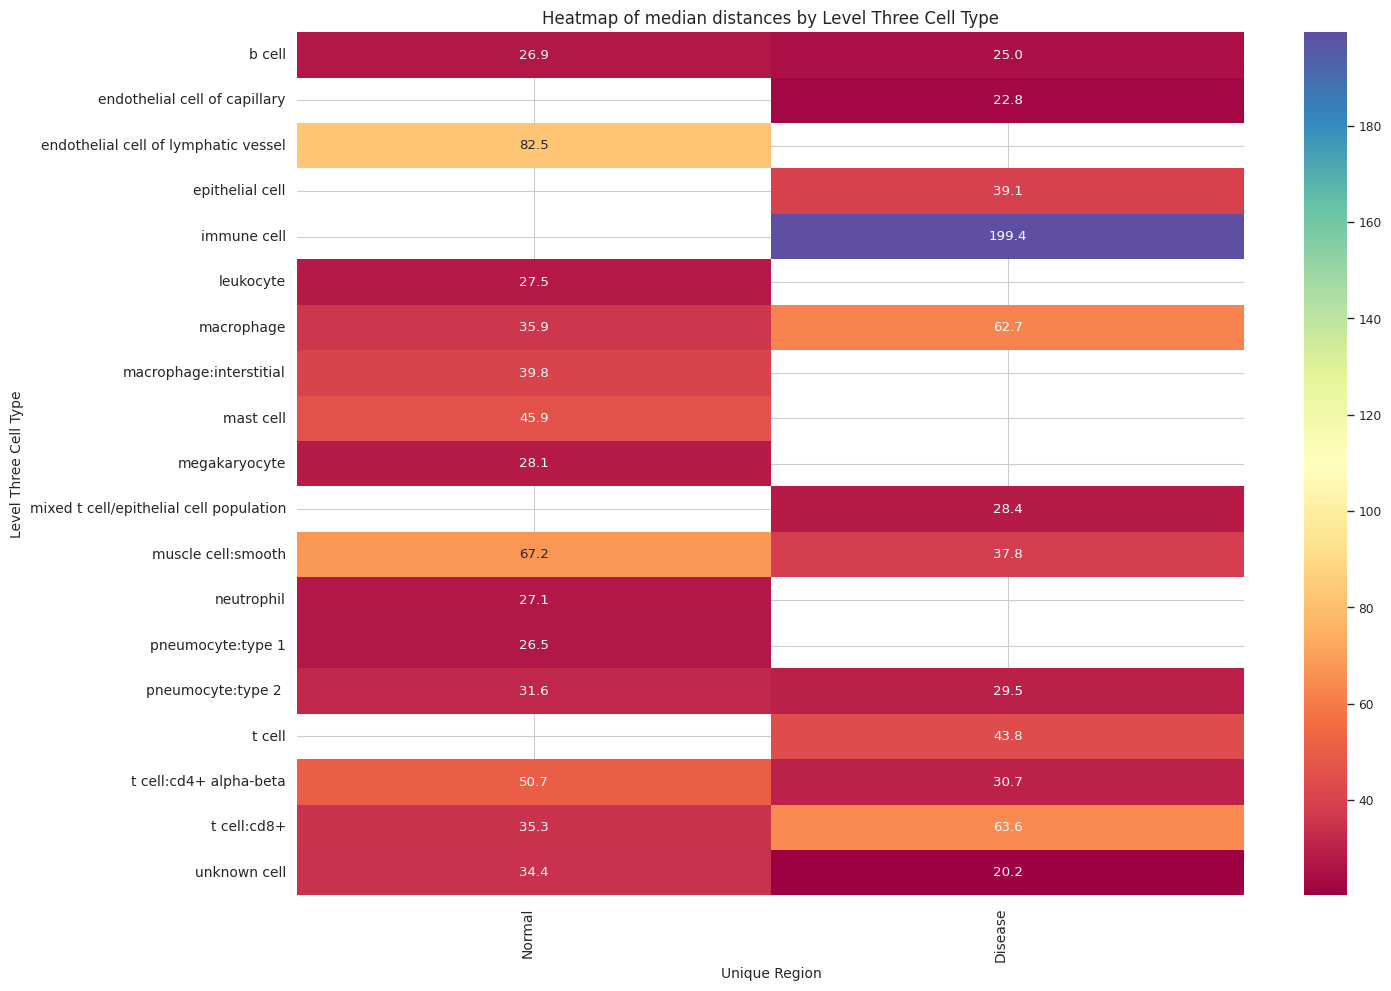 Heatmap of median distances by Level Three Cell Type
b cell 26.9 25.0
endothelial cell of capillary 22.8
180
endothelial cell of lymphatic vessel 82.5
epithelial cell 39.1
160
immune cell 199.4
leukocyte 27.5
140
macrophage 35.9 62.7
macrophage:interstitial 39.8
120
mast cell 45.9
megakaryocyte 28.1
Level Three Cell Type
100
mixed t cell/epithelial cell population 28.4
muscle cell:smooth 67.2 37.8
neutrophil 27.1
80
pneumocyte:type 1 26.5
pneumocyte:type 2 31.6 29.5
60
t cell 43.8
t cell:cd4+ alpha-beta 50.7 30.7
40
t cell:cd8+ 35.3 63.6
unknown cell 34.4 20.2
Normal
Disease
Unique Region